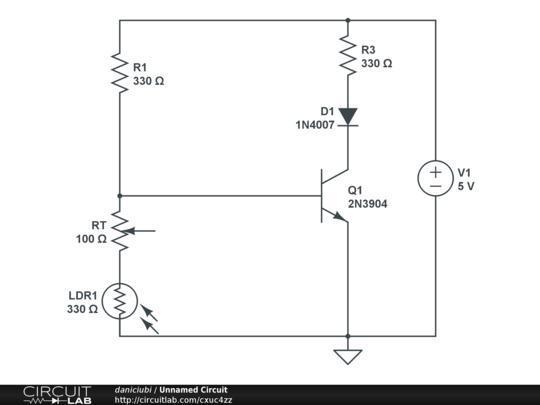 R1
330 Ω
R3
330 Ω
D1
1N4007
V1
5 V
Q1
2N3904
RT
100 Ω
LDR1
330 Ω
CIRCUIT LAB
daniciubi / Unnamed Circuit
http://circuitlab.com/cxuc4zz